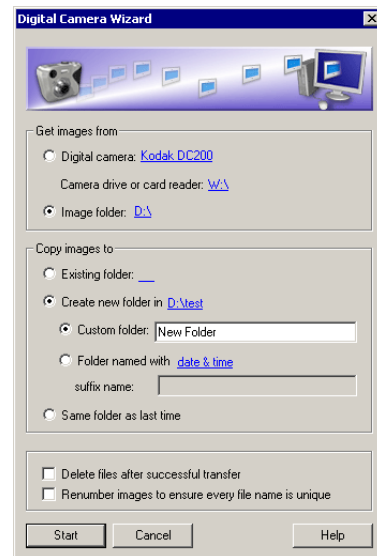 Digital Camera Wizard
Get images from
Digital camera: Kodak DC200
Camera drive or card reader: W:\
Image folder: D:\
Copy images to
Existing folder:
Create new folder in D:\test
Custom folder: New Folder
Folder named with date & time
suffix name:
Same folder as last time
Delete files after successful transfer
Renumber images to ensure every file name is unique
Start Cancel Help